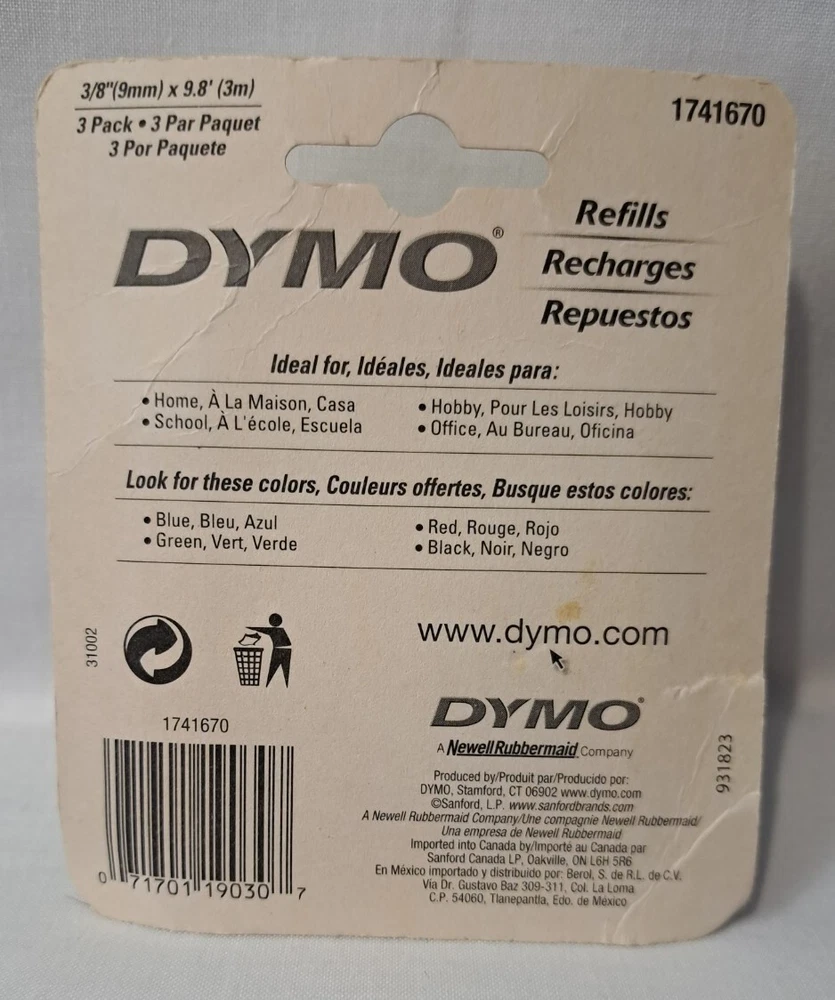 3/8"(9mm) x 9.8' (3m)
3 Pack • 3 Par Paquet
3 Por Paquete
1741670
DYMO®
Refills
Recharges
Repuestos
Ideal for, Idéales, Ideales para:
• Home, À La Maison, Casa
• School, À L'école, Escuela
• Hobby, Pour Les Loisirs, Hobby
• Office, Au Bureau, Oficina
Look for these colors, Couleurs offertes, Busque estos colores:
• Blue, Bleu, Azul
• Green, Vert, Verde
• Red, Rouge, Rojo
• Black, Noir, Negro
31002
www.dymo.com
DYMO®
A NewellRubbermaid Company
931823
1741670
0 71701 19030 7
Produced by/Produit par/Producido por:
DYMO, Stamford, CT 06902 www.dymo.com
©Sanford, L.P. www.sanfordbrands.com
A Newell Rubbermaid Company/Une compagnie Newell Rubbermaid/
Una empresa de Newell Rubbermaid
Imported into Canada by/Importé au Canada par
Sanford Canada LP, Oakville, ON L6H 5R6
En México importado y distribuido por: Berol, S. de R.L. de C.V.
Vía Dr. Gustavo Baz 309-311, Col. La Loma
C.P. 54060, Tlanepantla, Edo. de México